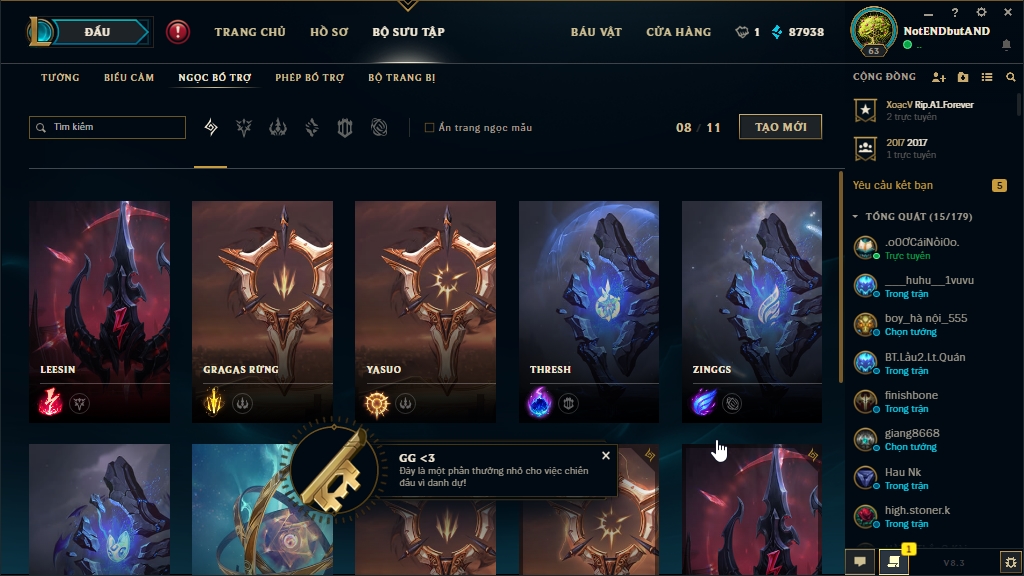 ĐẤU
TRANG CHỦ
HỒ SƠ
BỘ SƯU TẬP
BÁU VẬT
CỬA HÀNG
1
87938
63
NotENDbutAND
..
TƯỚNG
BIỂU CẢM
NGỌC BỔ TRỢ
PHÉP BỔ TRỢ
BỘ TRANG BỊ
Tìm kiếm
Ẩn trang ngọc mẫu
08 / 11
TẠO MỚI
CỘNG ĐỒNG
XoạcV Rip.A1.Forever
2 trực tuyến
2017 2017
1 trực tuyến
Yêu cầu kết bạn
5
TỔNG QUÁT (15/179)
.o0ƠCáiNồiO0.
Trực tuyến
____huhu__1vuvu
Trong trận
boy_hà nội_555
Chọn tướng
BT.Lầu2.Lt.Quán
Trong trận
finishbone
Trong trận
giang8668
Chọn tướng
Hau Nk
Trong trận
high.stoner.k
Trong trận
LEESIN
GRAGAS RỪNG
YASUO
THRESH
ZINGGS
GG <3
Đây là một phần thưởng nhỏ cho việc chiến
đấu vì danh dự!
1
V8.3